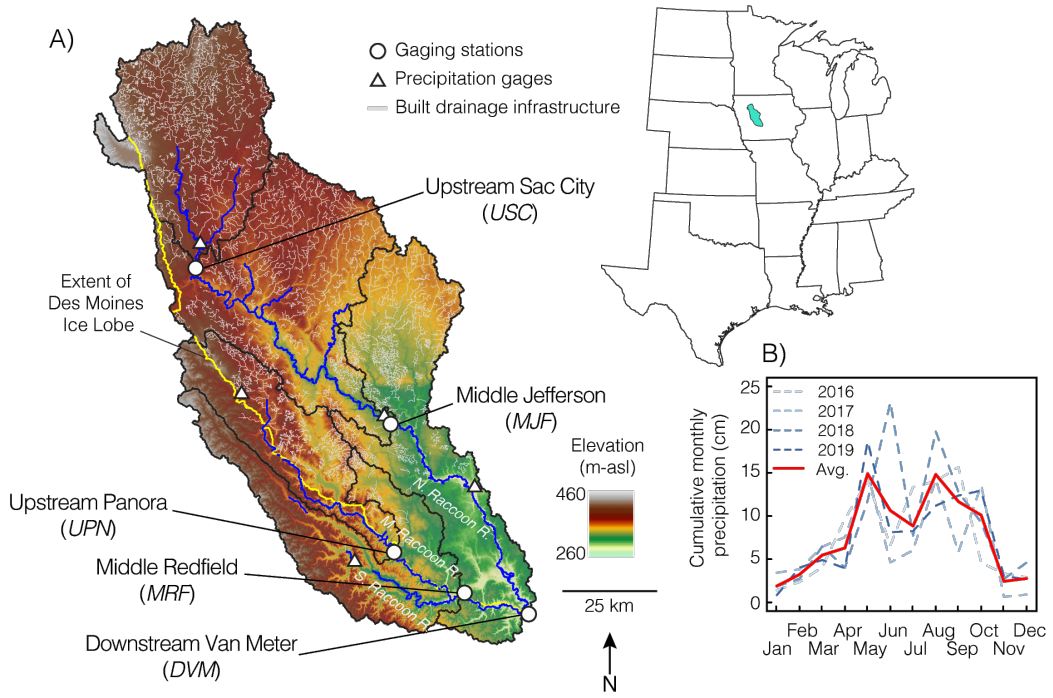 A)
Gaging stations
Precipitation gages
Built drainage infrastructure
Upstream Sac City
(USC)
Extent of
Des Moines
Ice Lobe
Middle Jefferson
(MJF)
Elevation
(m-asl)
460
260
N. Raccoon R.
M. Raccoon R.
S. Raccoon R.
Upstream Panora
(UPN)
Middle Redfield
(MRF)
Downstream Van Meter
(DVM)
25 km
N
B)
Cumulative monthly
precipitation (cm)
25
20
15
10
5
0
2016
2017
2018
2019
Avg.
Feb Apr Jun Aug Oct Dec
Jan Mar May Jul Sep Nov